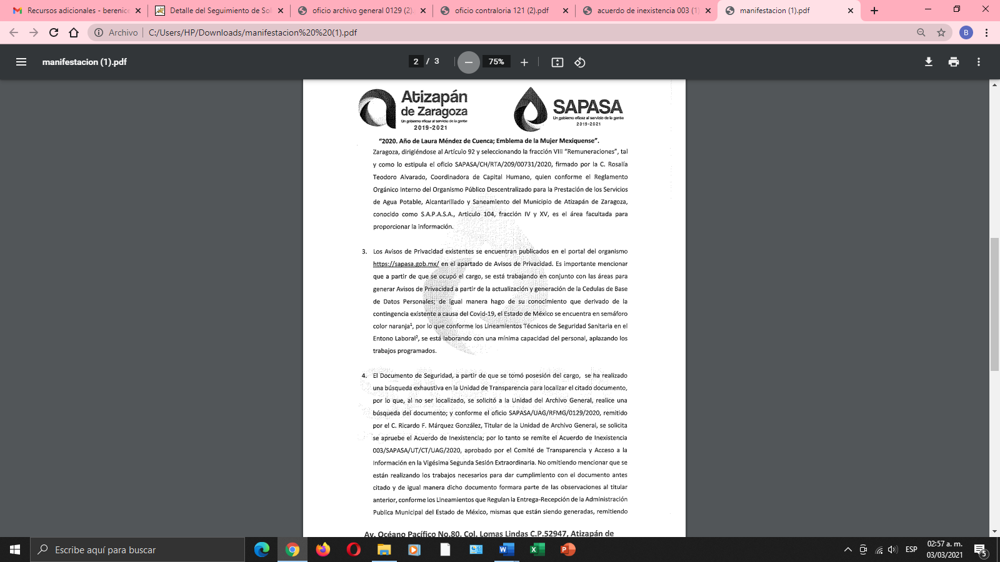 Recursos adicionales - berenice
Detalle del Seguimiento de Sol
oficio archivo general 0129 (2).
oficio contraloria 121 (2).pdf
acuerdo de inexistencia 003 (1)
manifestacion (1).pdf
Archivo
C:/Users/HP/Downloads/manifestacion%20%20(1).pdf
B
manifestacion (1).pdf
2 / 3
75%
Atizapán
de Zaragoza
Un gobierno eficaz al servicio de la gente
2019-2021
SAPASA
Un gobierno eficaz al servicio de la gente
2019-2021
“2020. Año de Laura Méndez de Cuenca; Emblema de la Mujer Mexiquense”.
Zaragoza, dirigiéndose al Artículo 92 y seleccionando la fracción VIII “Remuneraciones”, tal
y como lo estipula el oficio SAPASA/CH/RTA/209/00731/2020, firmado por la C. Rosalía
Teodoro Alvarado, Coordinadora de Capital Humano, quien conforme el Reglamento
Orgánico Interno del Organismo Público Descentralizado para la Prestación de los Servicios
de Agua Potable, Alcantarillado y Saneamiento del Municipio de Atizapán de Zaragoza,
conocido como S.A.P.A.S.A., Articulo 104, fracción IV y XV, es el área facultada para
proporcionar la información.
3. Los Avisos de Privacidad existentes se encuentran publicados en el portal del organismo
https://sapasa.gob.mx/ en el apartado de Avisos de Privacidad. Es importante mencionar
que a partir de que se ocupó el cargo, se está trabajando en conjunto con las áreas para
generar Avisos de Privacidad a partir de la actualización y generación de la Cedulas de Base
de Datos Personales; de igual manera hago de su conocimiento que derivado de la
contingencia existente a causa del Covid-19, el Estado de México se encuentra en semáforo
color naranja¹, por lo que conforme los Lineamientos Técnicos de Seguridad Sanitaria en el
Entono Laboral², se está laborando con una mínima capacidad del personal, aplazando los
trabajos programados.
4. El Documento de Seguridad, a partir de que se tomó posesión del cargo, se ha realizado
una búsqueda exhaustiva en la Unidad de Transparencia para localizar el citado documento,
por lo que, al no ser localizado, se solicitó a la Unidad del Archivo General, realice una
búsqueda del documento; y conforme el oficio SAPASA/UAG/RFMG/0129/2020, remitido
por el C. Ricardo F. Márquez González, Titular de la Unidad de Archivo General, se solicita
se apruebe el Acuerdo de Inexistencia; por lo tanto se remite el Acuerdo de Inexistencia
003/SAPASA/UT/CT/UAG/2020, aprobado por el Comité de Transparencia y Acceso a la
Información en la Vigésima Segunda Sesión Extraordinaria. No omitiendo mencionar que se
están realizando los trabajos necesarios para dar cumplimiento con el documento antes
citado y de igual manera dicho documento formara parte de las observaciones al titular
anterior, conforme los Lineamientos que Regulan la Entrega-Recepción de la Administración
Publica Municipal del Estado de México, mismas que están siendo generadas, remitiendo
Av. Océano Pacífico No.80, Col. Lomas Lindas C.P.52947, Atizapán de
Escribe aquí para buscar
ESP
02:57 a. m.
03/03/2021
5